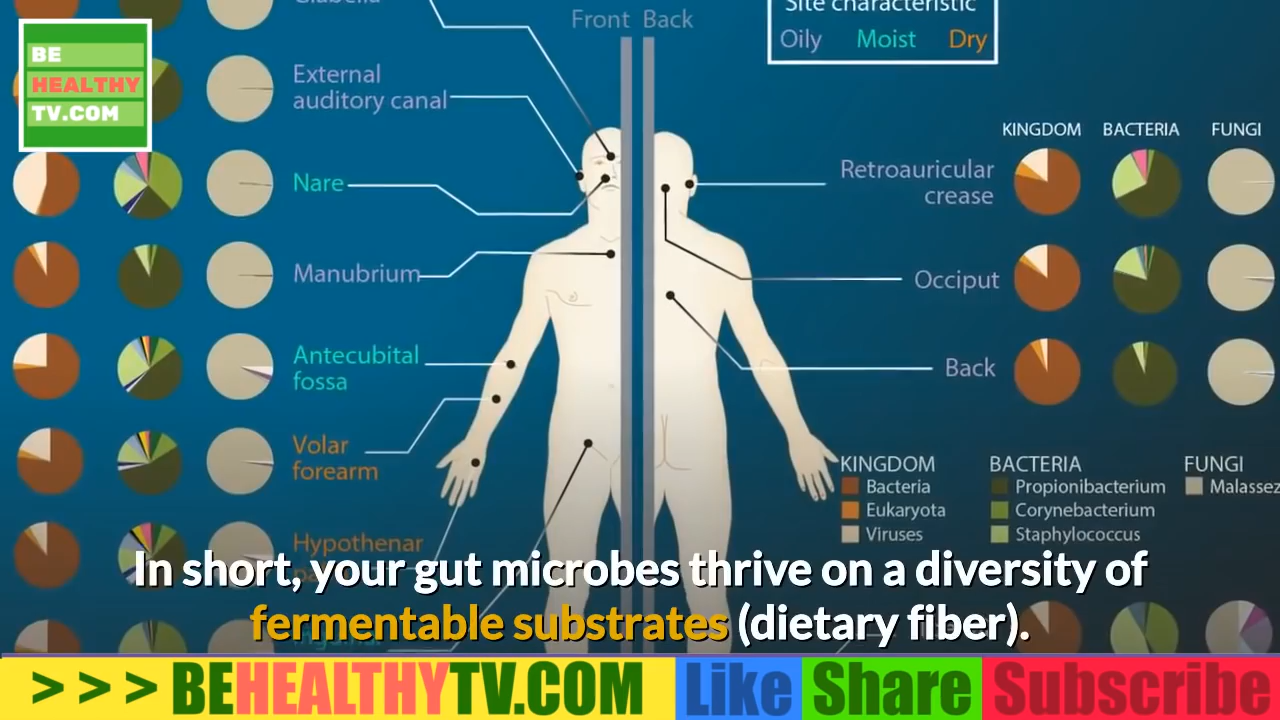 Glabella
Front Back
Site characteristic
Oily Moist Dry
BE
HEALTHY
TV.COM
External
auditory canal
KINGDOM BACTERIA FUNGI
Nare
Retroauricular
crease
Manubrium
Occiput
Antecubital
fossa
Back
Volar
forearm
KINGDOM
Bacteria
Eukaryota
Viruses
BACTERIA
Propionibacterium
Corynebacterium
Staphylococcus
FUNGI
Malassez
Hypothenar
In short, your gut microbes thrive on a diversity of
fermentable substrates (dietary fiber).
> > > BEHEALTHYTV.COM Like Share Subscribe